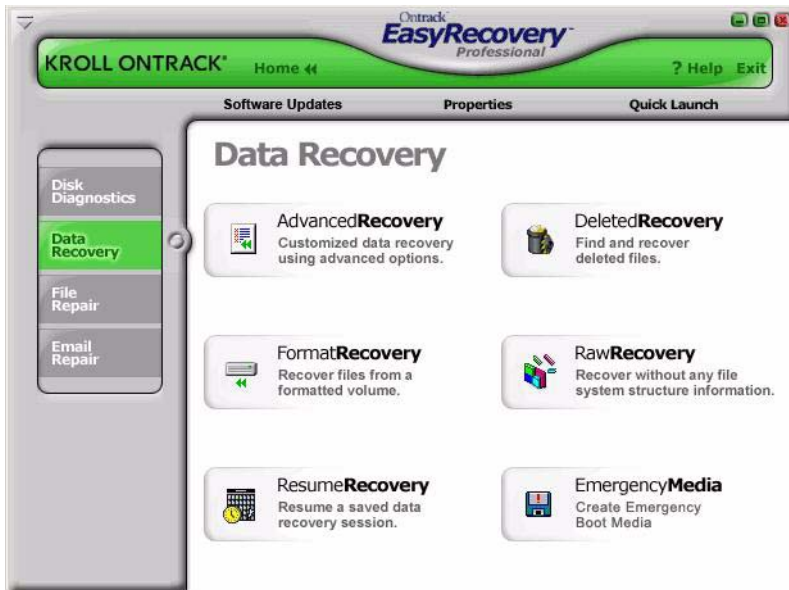 Ontrack®
EasyRecovery™
Professional
KROLL ONTRACK®
Home
? Help Exit
Software Updates
Properties
Quick Launch
Disk
Diagnostics
Data
Recovery
File
Repair
Email
Repair
Data Recovery
AdvancedRecovery
Customized data recovery
using advanced options.
DeletedRecovery
Find and recover
deleted files.
FormatRecovery
Recover files from a
formatted volume.
RawRecovery
Recover without any file
system structure information.
ResumeRecovery
Resume a saved data
recovery session.
EmergencyMedia
Create Emergency
Boot Media